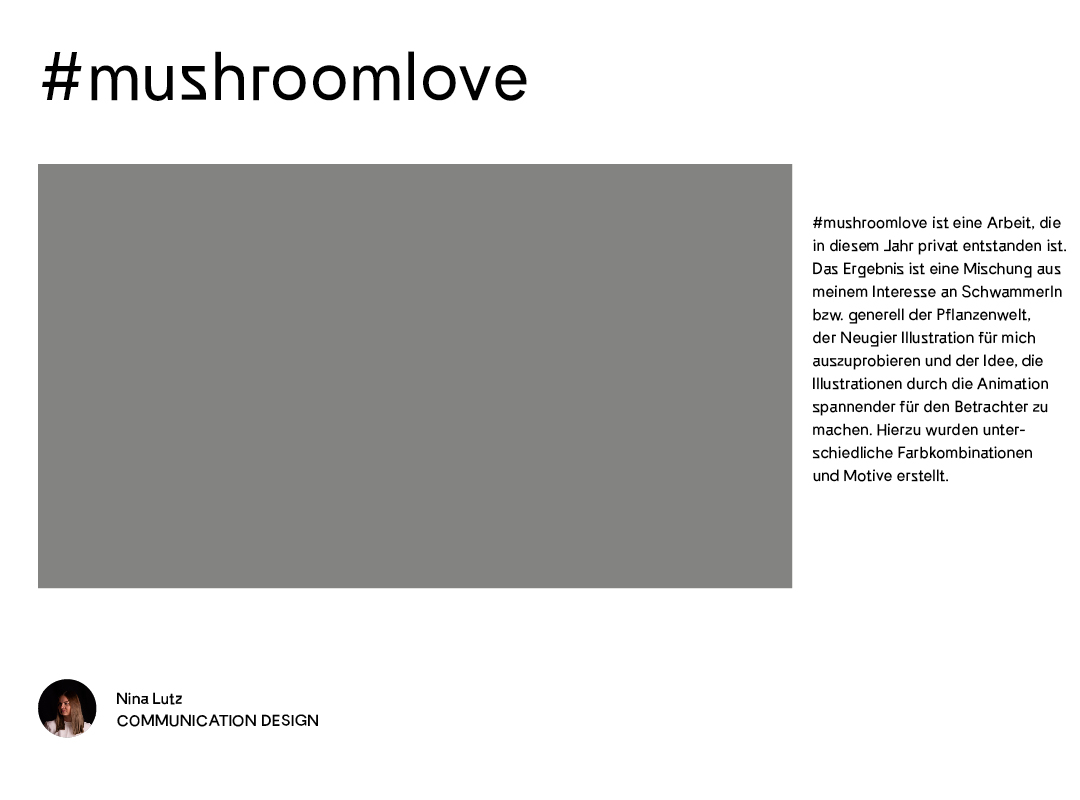 #mushroomlove
#mushroomlove ist eine Arbeit, die
in diesem Jahr privat entstanden ist.
Das Ergebnis ist eine Mischung aus
meinem Interesse an Schwammerln
bzw. generell der Pflanzenwelt,
der Neugier Illustration für mich
auszuprobieren und der Idee, die
Illustrationen durch die Animation
spannender für den Betrachter zu
machen. Hierzu wurden unter-
schiedliche Farbkombinationen
und Motive erstellt.
Nina Lutz
COMMUNICATION DESIGN